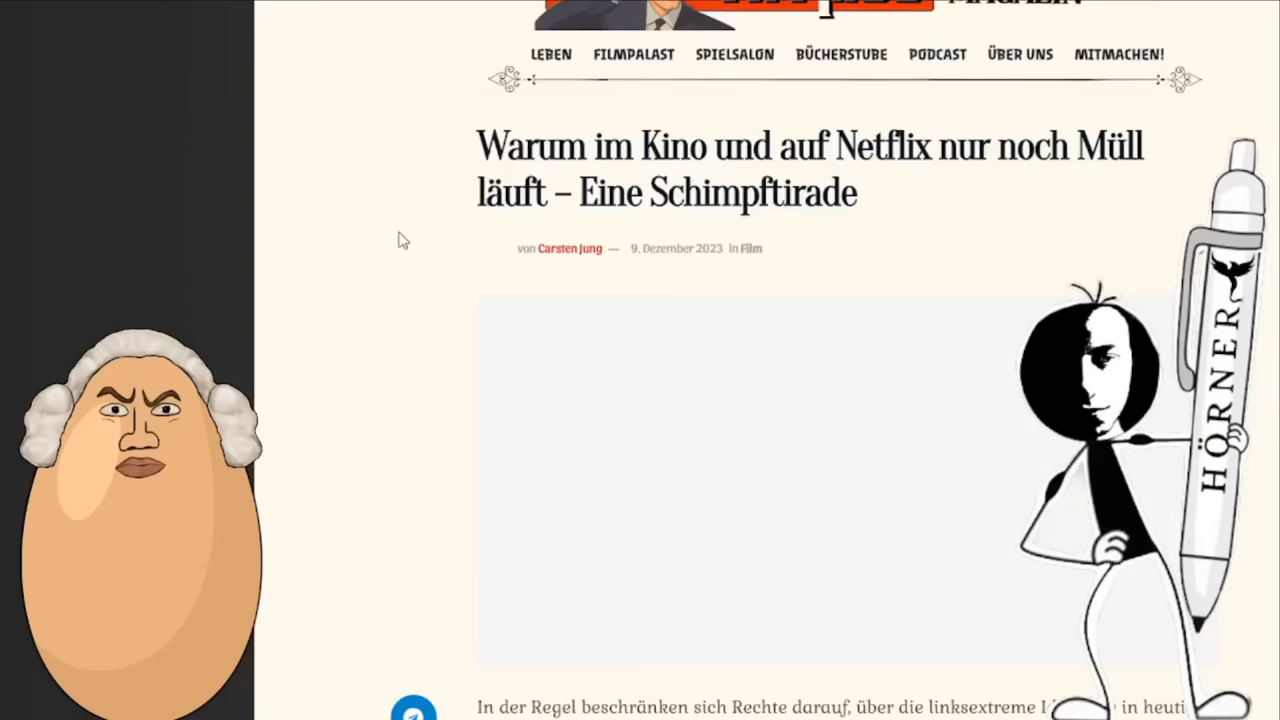 MAGAZIN
LEBEN FILMPALAST SPIELSALON BÜCHERSTUBE PODCAST ÜBER UNS MITMACHEN!
Warum im Kino und auf Netflix nur noch Müll
läuft – Eine Schimpftirade
von Carsten Jung — 9. Dezember 2023 in Film
HÖRNER
In der Regel beschränken sich Rechte darauf, über die linksextreme in